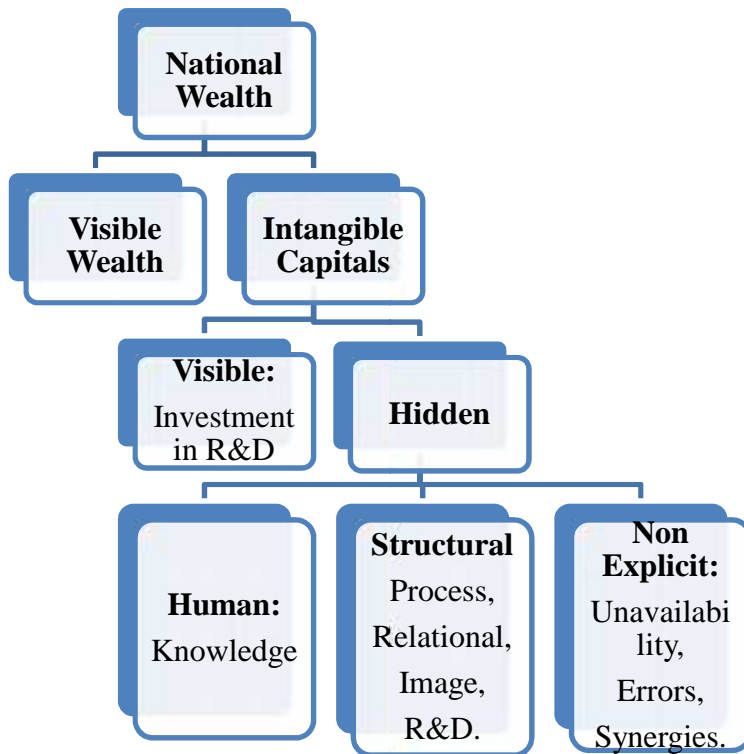 National
Wealth
Visible
Wealth
Intangible
Capitals
Visible:
Investment
in R&D
Hidden
Human:
Knowledge
Structural
Process,
Relational,
Image,
R&D.
Non
Explicit:
Unavailabi
lity,
Errors,
Synergies.